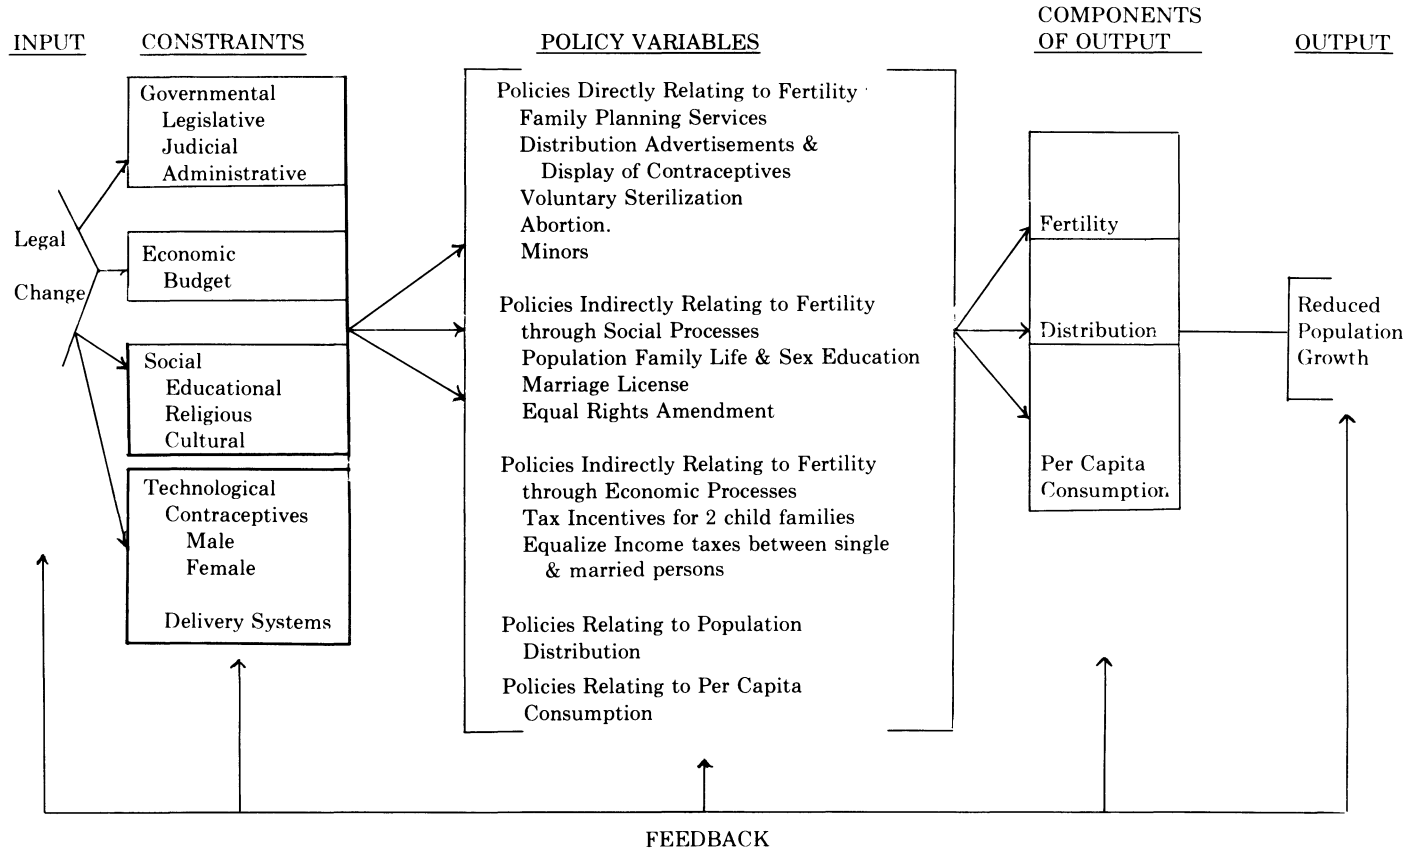 INPUT
CONSTRAINTS
POLICY VARIABLES
COMPONENTS
OF OUTPUT
OUTPUT
Legal
Change
Governmental
Legislative
Judicial
Administrative
Economic
Budget
Social
Educational
Religious
Cultural
Technological
Contraceptives
Male
Female
Delivery Systems
Policies Directly Relating to Fertility
Family Planning Services
Distribution Advertisements &
Display of Contraceptives
Voluntary Sterilization
Abortion.
Minors
Policies Indirectly Relating to Fertility
through Social Processes
Population Family Life & Sex Education
Marriage License
Equal Rights Amendment
Policies Indirectly Relating to Fertility
through Economic Processes
Tax Incentives for 2 child families
Equalize Income taxes between single
& married persons
Policies Relating to Population
Distribution
Policies Relating to Per Capita
Consumption
Fertility
Distribution
Per Capita
Consumption
Reduced
Population
Growth
FEEDBACK